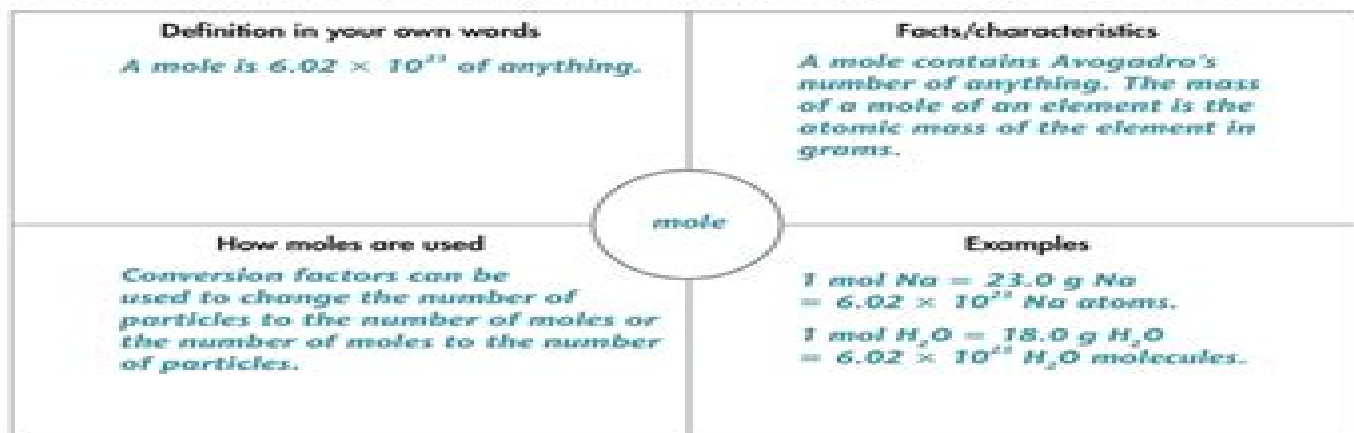 Definition in your own words
A mole is 6.02 × 10²³ of anything.
Facts/characteristics
A mole contains Avogadro's
number of anything. The mass
of a mole of an element is the
atomic mass of the element in
grams.
mole
How moles are used
Conversion factors can be
used to change the number of
particles to the number of moles or
the number of moles to the number
of particles.
Examples
1 mol Na = 23.0 g Na
= 6.02 × 10²³ Na atoms.
1 mol H₂O = 18.0 g H₂O
= 6.02 × 10²³ H₂O molecules.